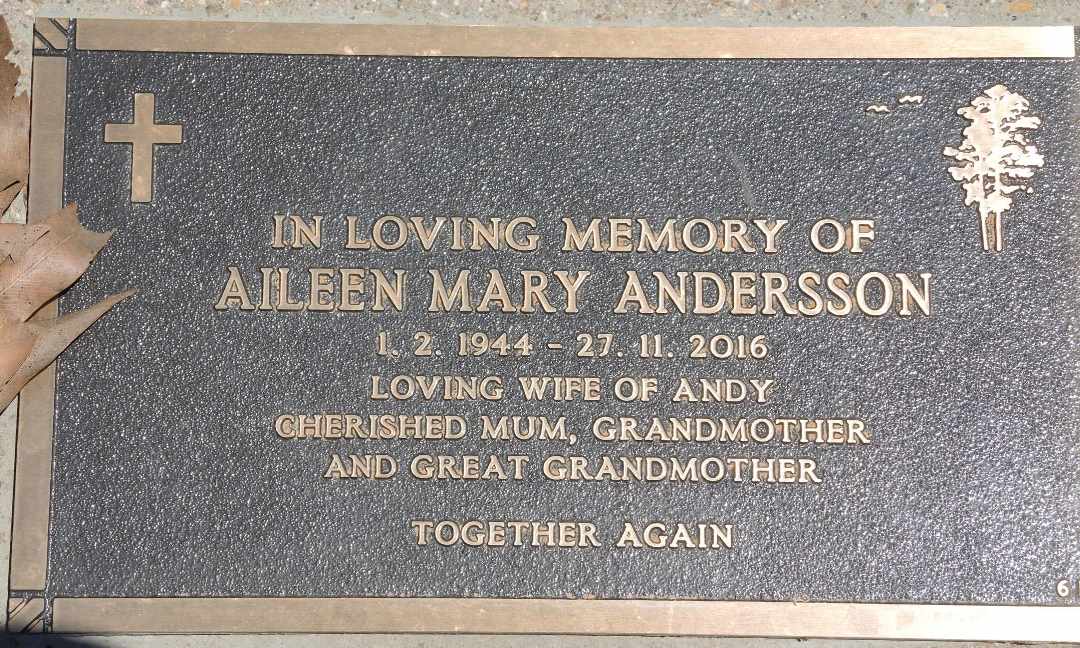 IN LOVING MEMORY OF
AILEEN MARY ANDERSSON
1. 2. 1944 - 27. 11. 2016
LOVING WIFE OF ANDY
CHERISHED MUM, GRANDMOTHER
AND GREAT GRANDMOTHER
TOGETHER AGAIN
6